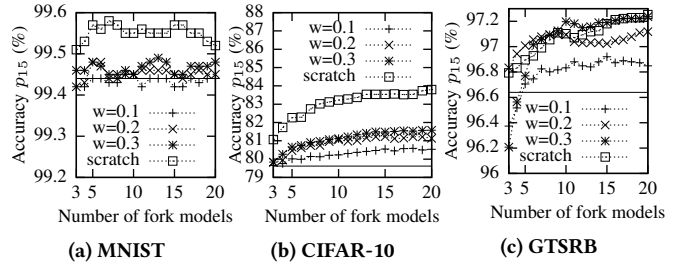 Accuracy p15 (%)
99.6
99.5
99.4
99.3
99.2
w=0.1
w=0.2
w=0.3
scratch
3 5 10 15 20
Number of fork models
(a) MNIST
Accuracy p15 (%)
88
87
86
85
84
83
82
81
80
79
w=0.1
w=0.2
w=0.3
scratch
3 5 10 15 20
Number of fork models
(b) CIFAR-10
Accuracy p15 (%)
97.2
97
96.8
96.6
96.4
96.2
96
w=0.1
w=0.2
w=0.3
scratch
3 5 10 15 20
Number of fork models
(c) GTSRB